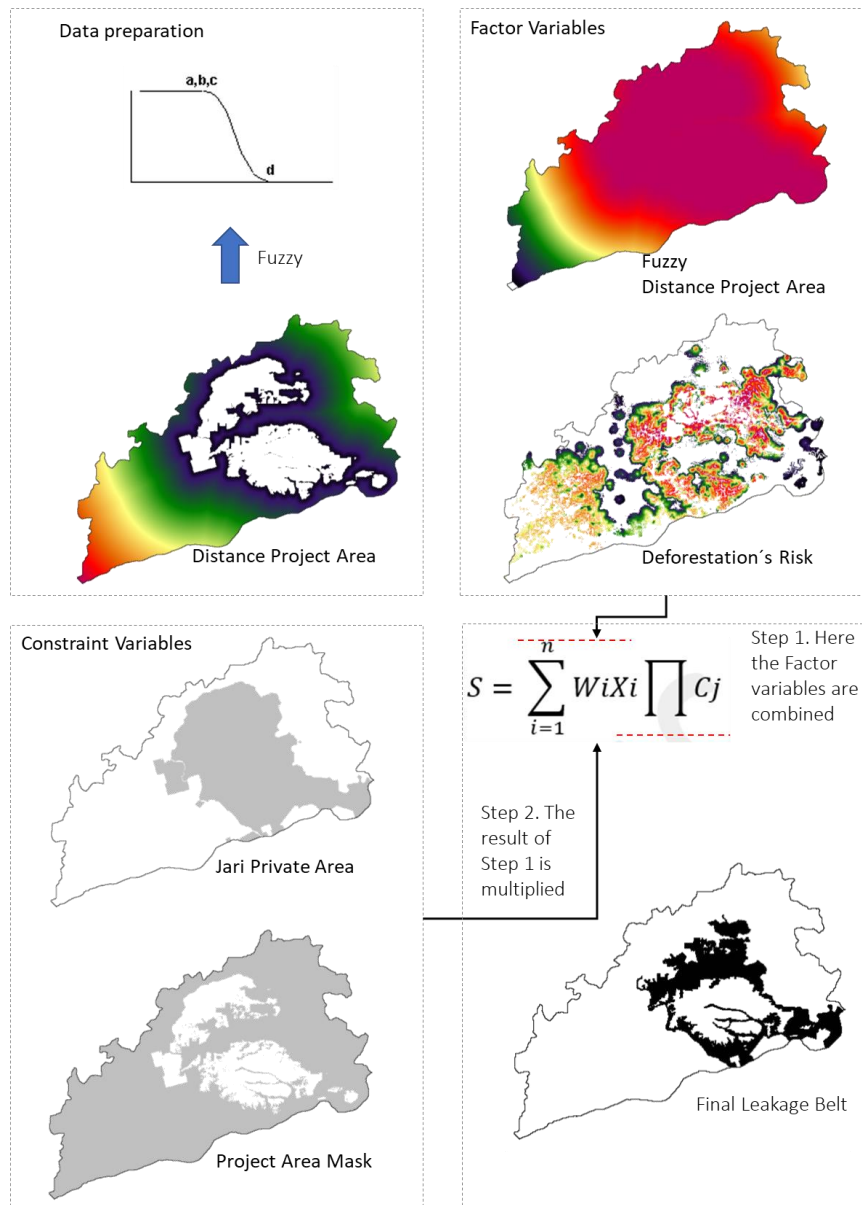 Data preparation
a,b,c
d
Fuzzy
Distance Project Area
Factor Variables
Fuzzy
Distance Project Area
Deforestation´s Risk
Constraint Variables
Jari Private Area
Project Area Mask
n
S = ∑ WiXi ∏ Cj
i=1
Step 1. Here
the Factor
variables are
combined
Step 2. The
result of
Step 1 is
multiplied
Final Leakage Belt